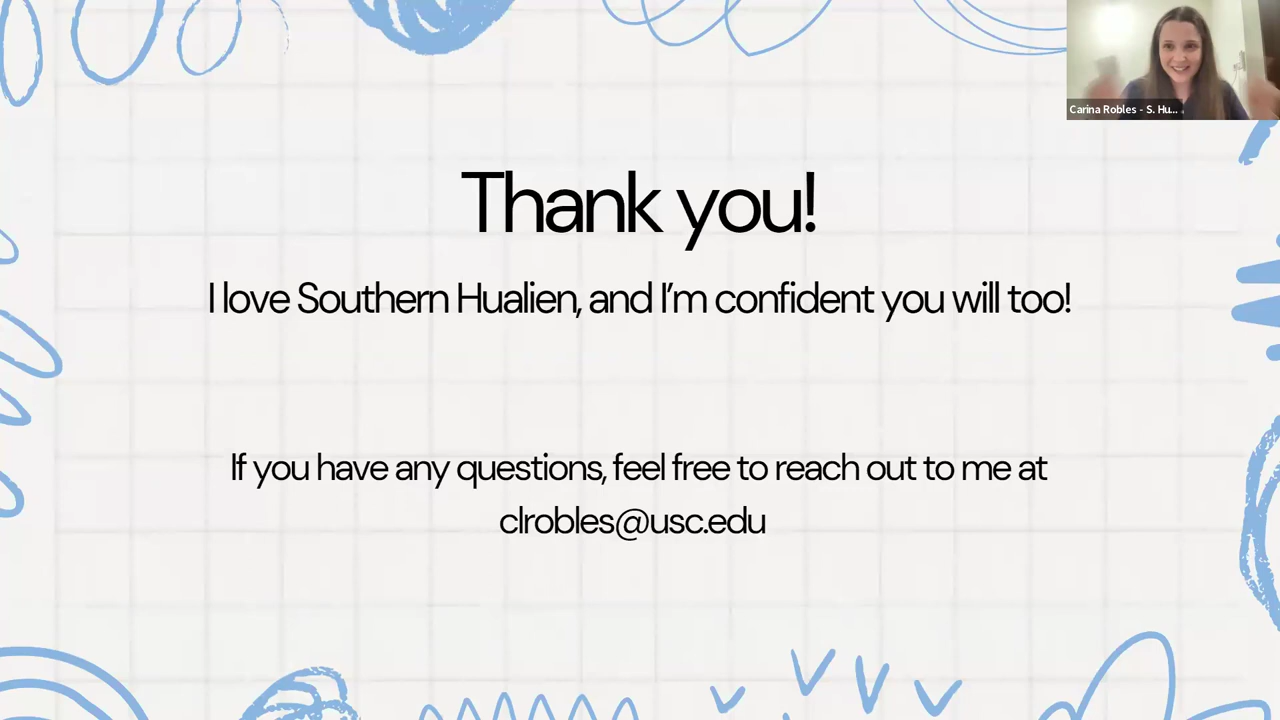 Carina Robles - S. Hu...
Thank you!
I love Southern Hualien, and I'm confident you will too!
If you have any questions, feel free to reach out to me at
clrobles@usc.edu